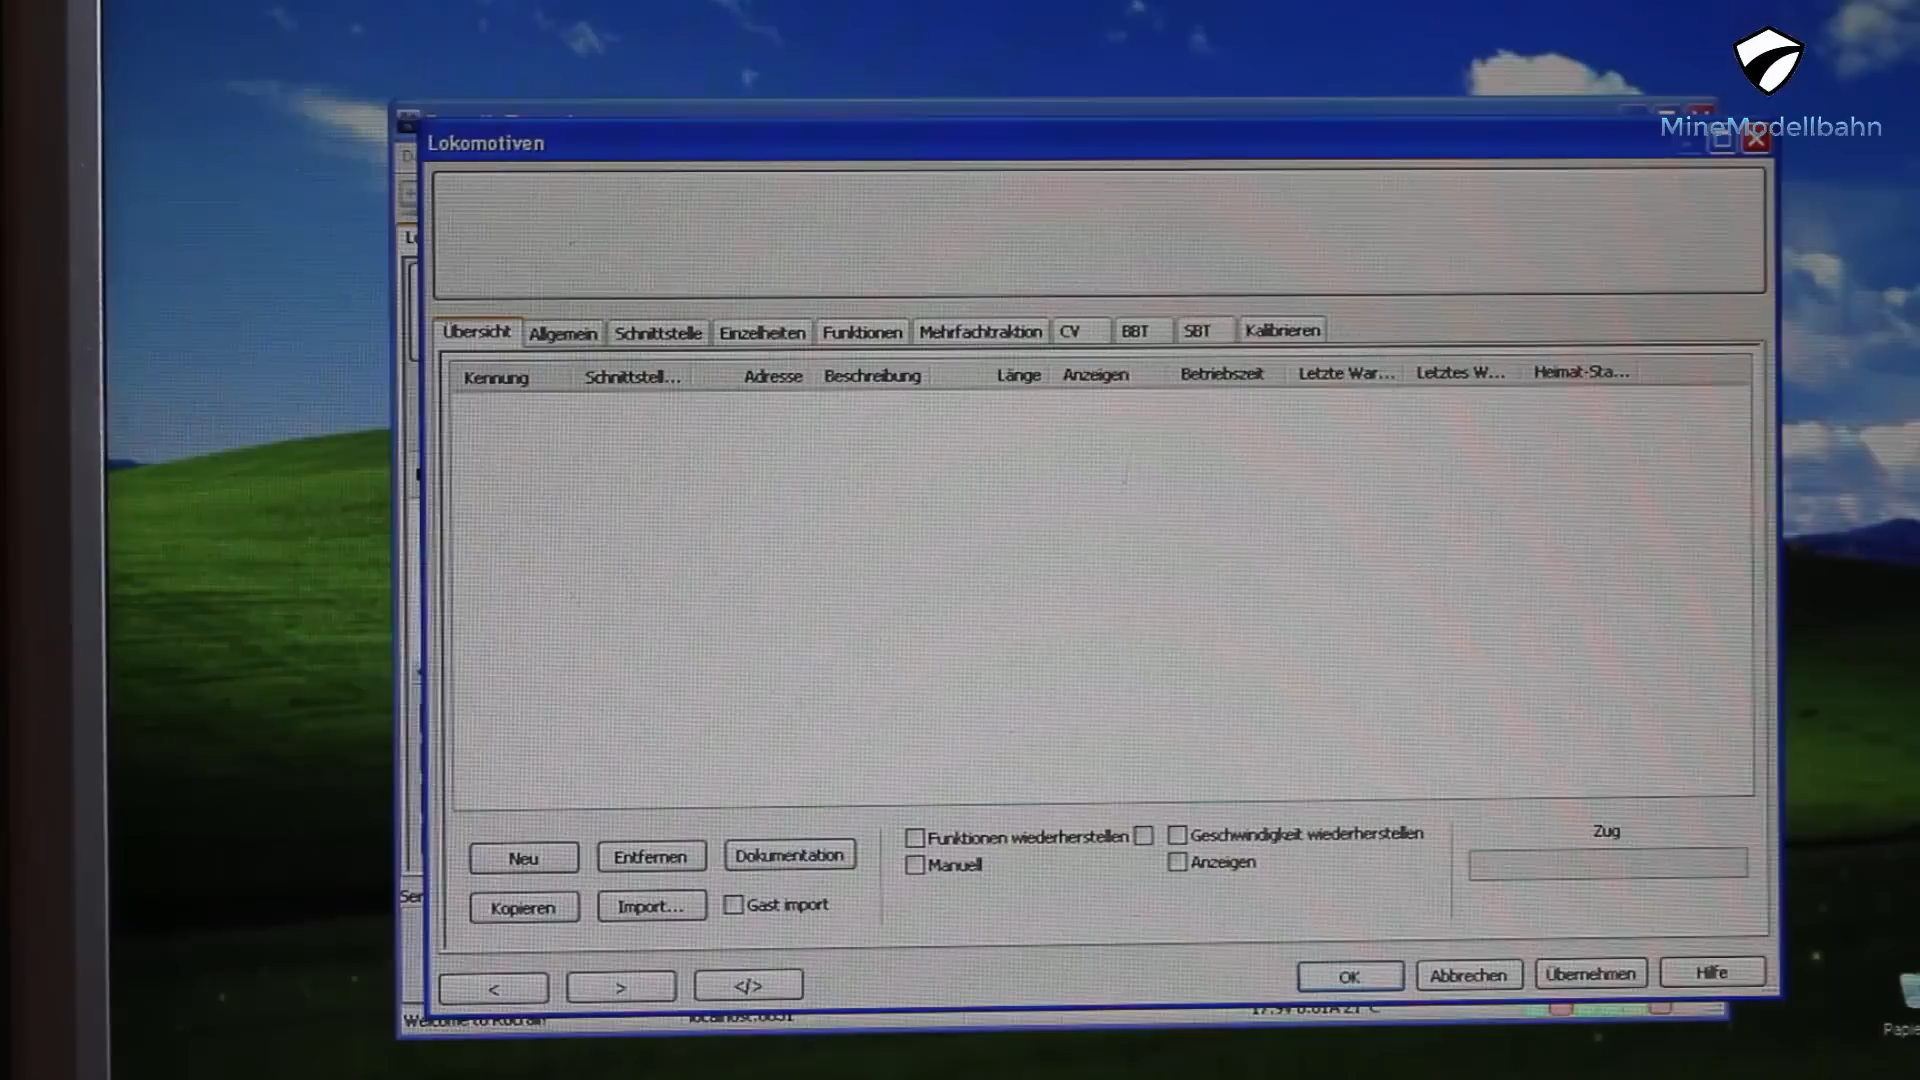 MineModellbahn
Lokomotiven
Übersicht Allgemein Schnittstelle Einzelheiten Funktionen Mehrfachtraktion CV BBT SBT Kalibrieren
Kennung Schnittstell... Adresse Beschreibung Länge Anzeigen Betriebszeit Letzte War... Letztes W... Heimat-Sta...
Neu Entfernen Dokumentation
Funktionen wiederherstellen Geschwindigkeit wiederherstellen
Manuell Anzeigen
Zug
Kopieren Import... Gast import
< > </>
OK Abbrechen Übernehmen Hilfe
Welcome to Rocrail!